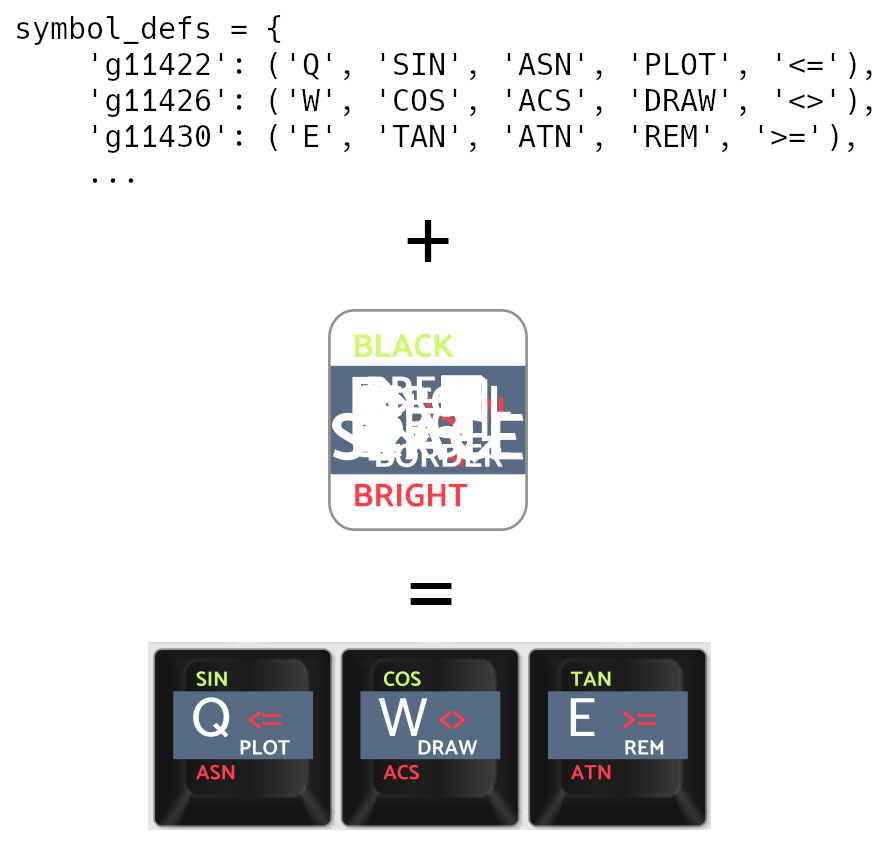 symbol_defs = {
'g11422': ('Q', 'SIN', 'ASN', 'PLOT', '<='),
'g11426': ('W', 'COS', 'ACS', 'DRAW', '<>'),
'g11430': ('E', 'TAN', 'ATN', 'REM', '>='),
...
+
BLACK
BORDER
BRIGHT
=
SIN COS TAN
Q <= W <> E >=
PLOT DRAW REM
ASN ACS ATN